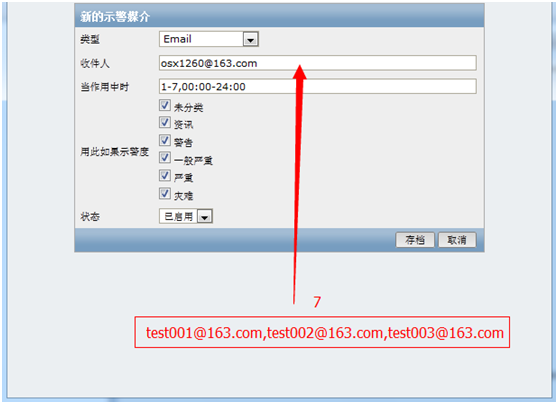 新的示警媒介
类型 Email
收件人 osx1260@163.com
当作用中时 1-7,00:00-24:00
用此如果示警度
未分类
资讯
警告
一般严重
严重
灾难
状态 已启用
存档 取消
7
test001@163.com,test002@163.com,test003@163.com